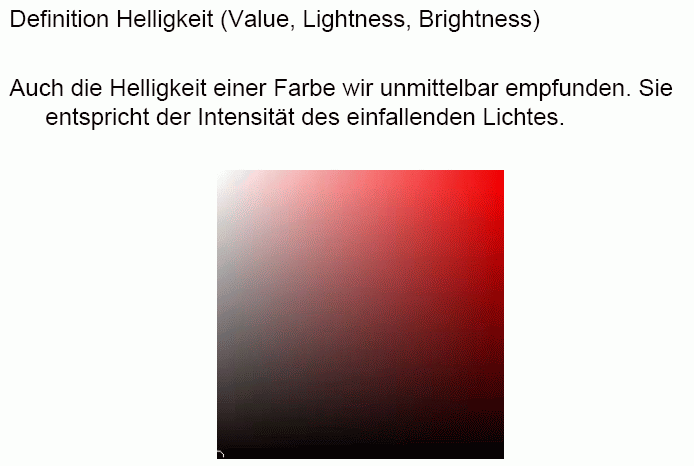 Definition Helligkeit (Value, Lightness, Brightness)
Auch die Helligkeit einer Farbe wir unmittelbar empfunden. Sie
entspricht der Intensität des einfallenden Lichtes.